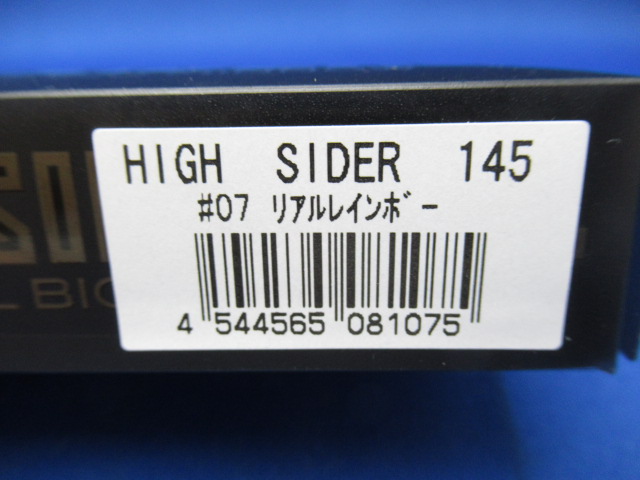 HIGH SIDER 145
#07 ﾘｱﾙﾚｲﾝﾎﾞｰ
4 544565 081075